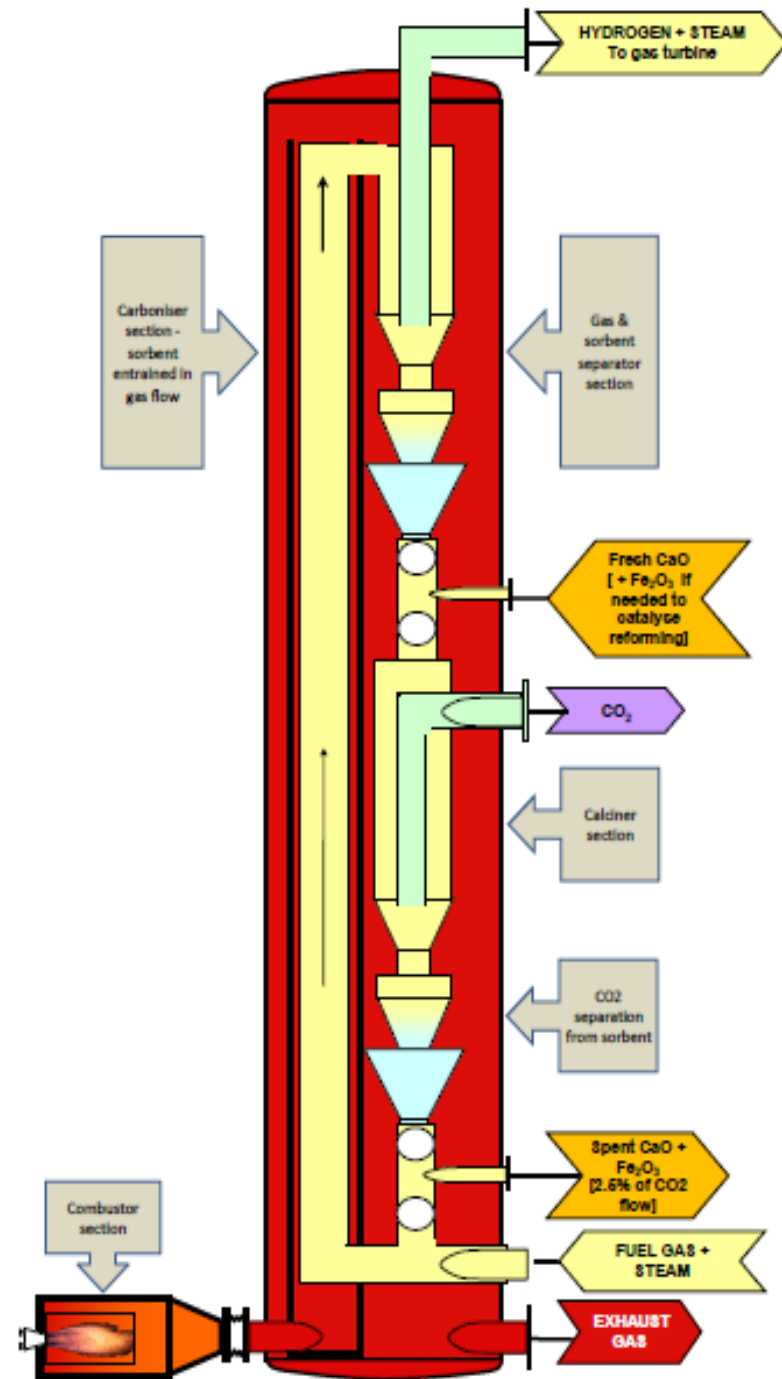 HYDROGEN + STEAM
To gas turbine
Carboniser
section -
sorbent
entrained in
gas flow
Gas &
sorbent
separator
section
Fresh CaO
[ + Fe₂O₃ if
needed to
catalyse
reforming]
CO₂
Calciner
section
CO2
separation
from sorbent
Spent CaO +
Fe₂O₃
[2.5% of CO2
flow]
Combustor
section
FUEL GAS +
STEAM
EXHAUST
GAS